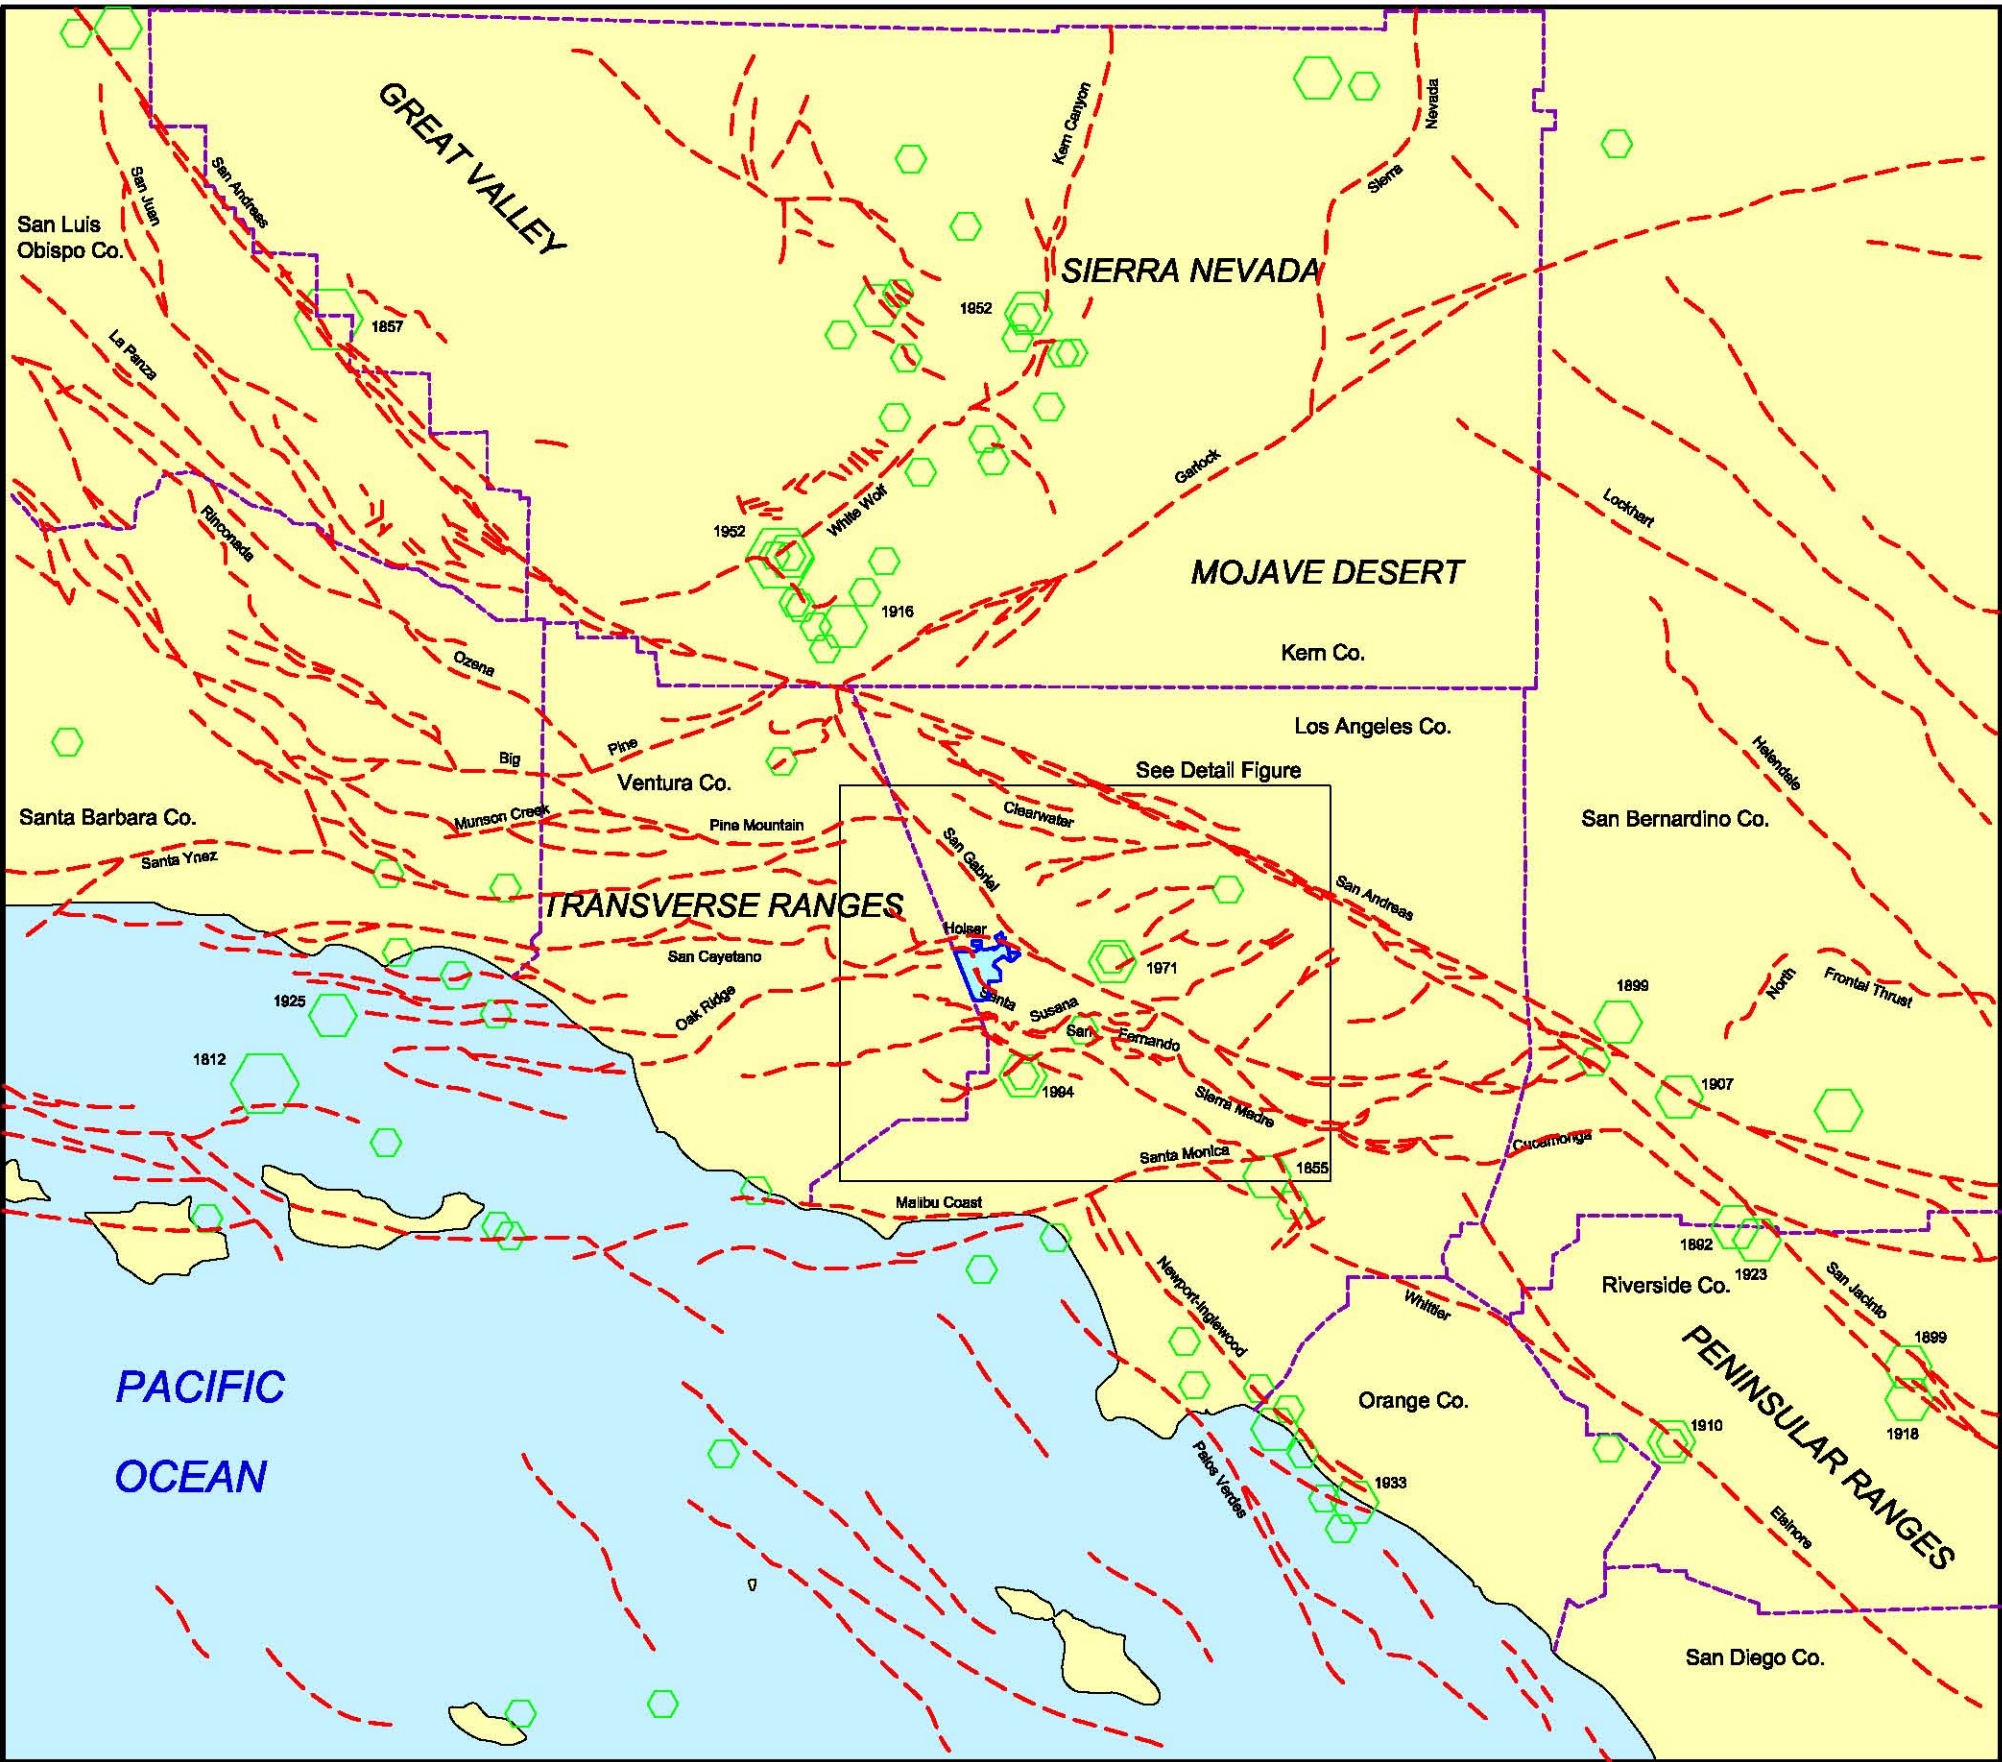 GREAT VALLEY
Kern Canyon
Nevada
Sierra
San Juan
San Andreas
San Luis
Obispo Co.
SIERRA NEVADA
1857
1952
La Panza
Garlock
White Wolf
Lockhart
Rinconada
1952
MOJAVE DESERT
1916
Kern Co.
Ozena
Los Angeles Co.
Pine
Big
Helendale
See Detail Figure
Ventura Co.
Santa Barbara Co.
Munson Creek
Pine Mountain
Clearwater
San Bernardino Co.
Santa Ynez
San Gabriel
San Andreas
TRANSVERSE RANGES
Holser
San Cayetano
1971
North
Frontal Thrust
1899
1925
Oak Ridge
Santa
Susana
San
Fernando
1812
1994
1907
Sierra Madre
Cucamonga
Santa Monica
1855
Malibu Coast
1892
1923
Riverside Co.
San Jacinto
Newport-Inglewood
Whittier
1899
PENINSULAR RANGES
PACIFIC
OCEAN
Orange Co.
1910
1918
Palos Verdes
1933
Elsinore
San Diego Co.